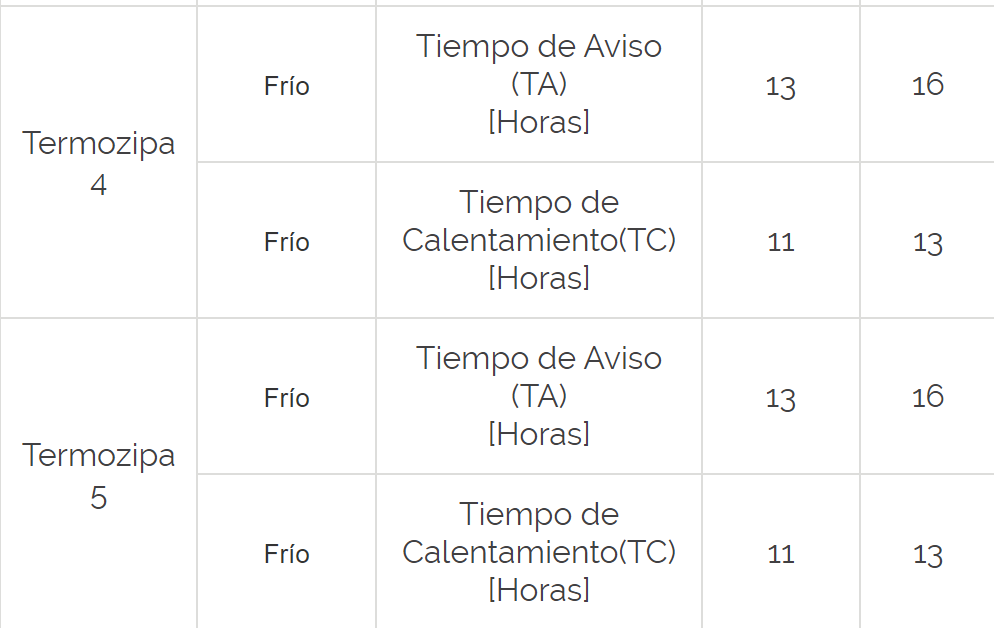 Termozipa
4
Frío
Tiempo de Aviso
(TA)
[Horas]
13
16
Frío
Tiempo de
Calentamiento(TC)
[Horas]
11
13
Termozipa
5
Frío
Tiempo de Aviso
(TA)
[Horas]
13
16
Frío
Tiempo de
Calentamiento(TC)
[Horas]
11
13